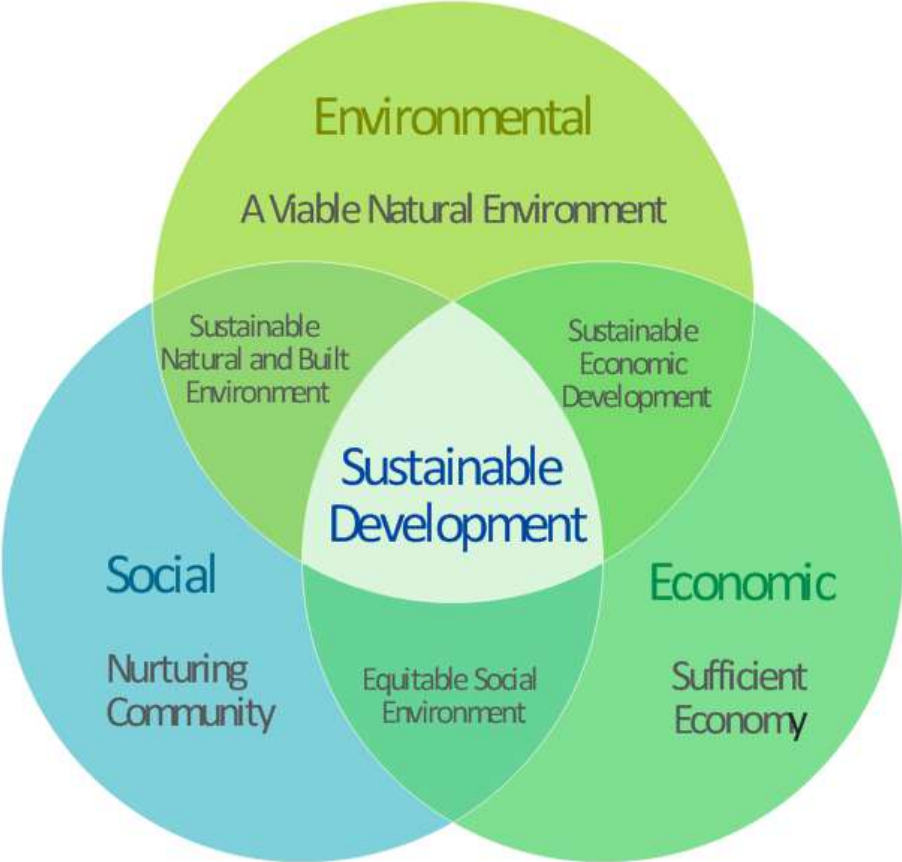 Environmental
A Viable Natural Environment
Sustainable
Natural and Built
Environment
Sustainable
Economic
Development
Sustainable
Development
Social
Nurturing
Community
Economic
Sufficient
Economy
Equitable Social
Environment